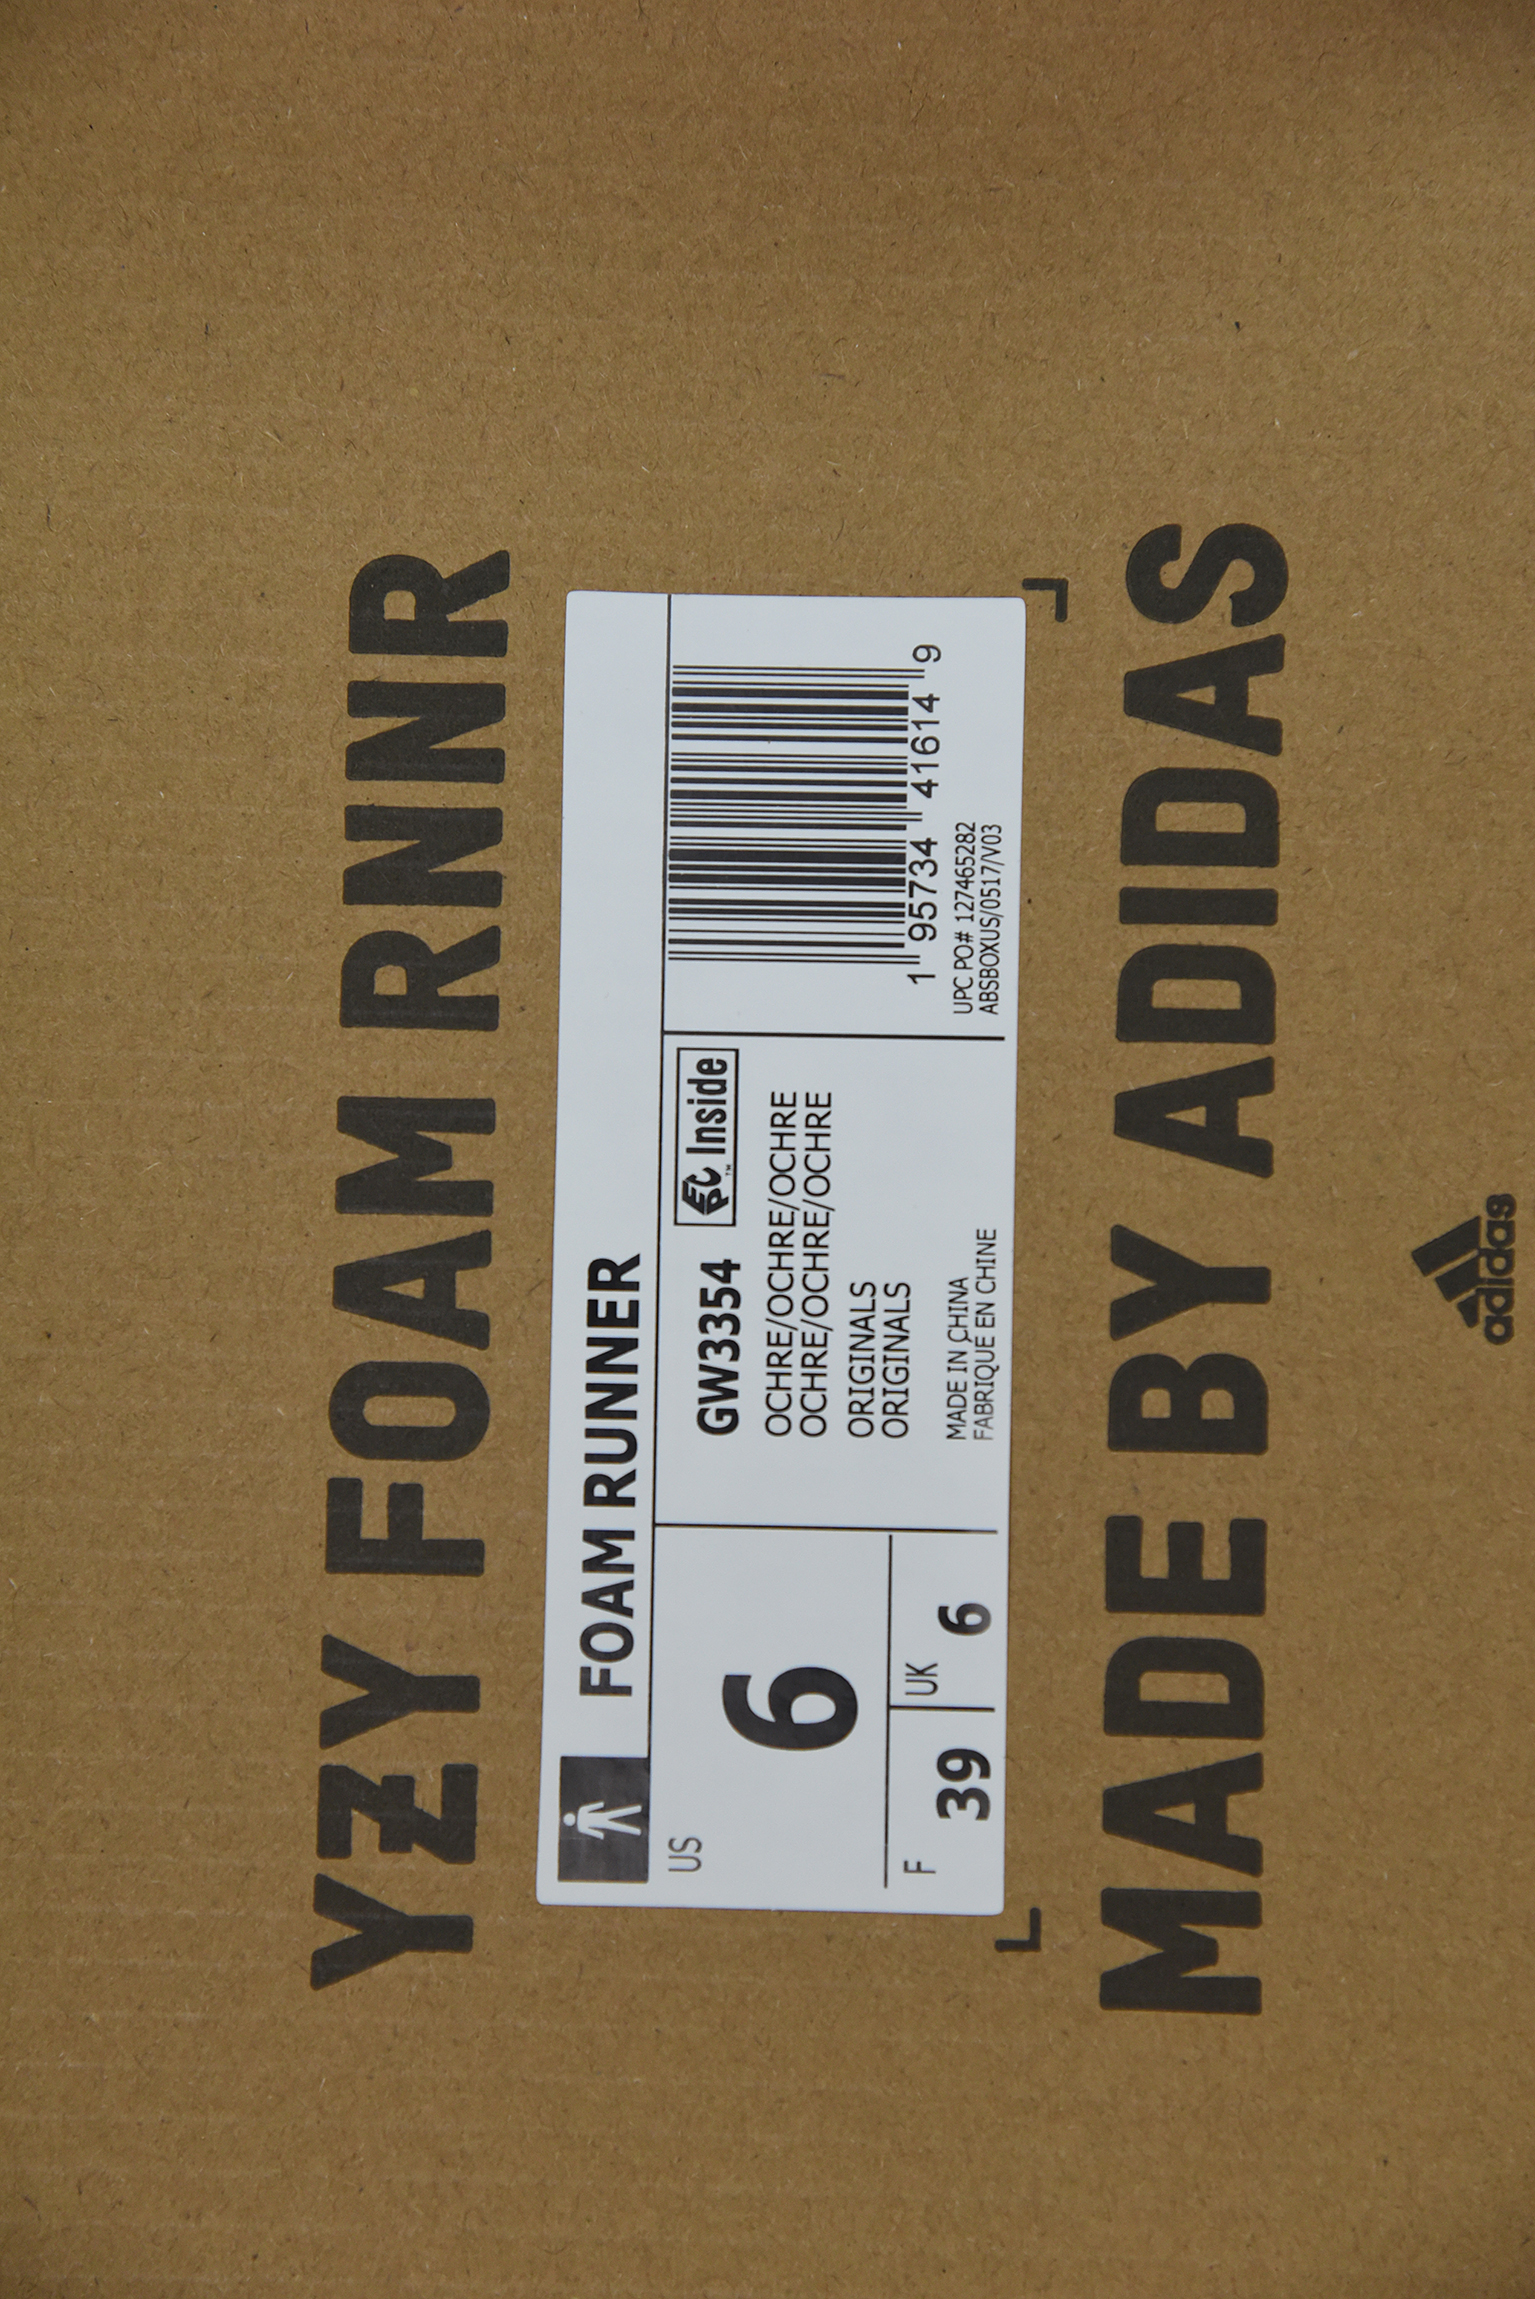 YZY FOAM RNNR
FOAM RUNNER
US
6
F
39
UK
6
GW3354
EPC™ Inside
OCHRE/OCHRE/OCHRE
OCHRE/OCHRE/OCHRE
ORIGINALS
ORIGINALS
MADE IN CHINA
FABRIQUÉ EN CHINE
1 95734 41614 9
UPC PO# 127465282
ABSBOXUS/0517/V03
MADE BY ADIDAS
adidas